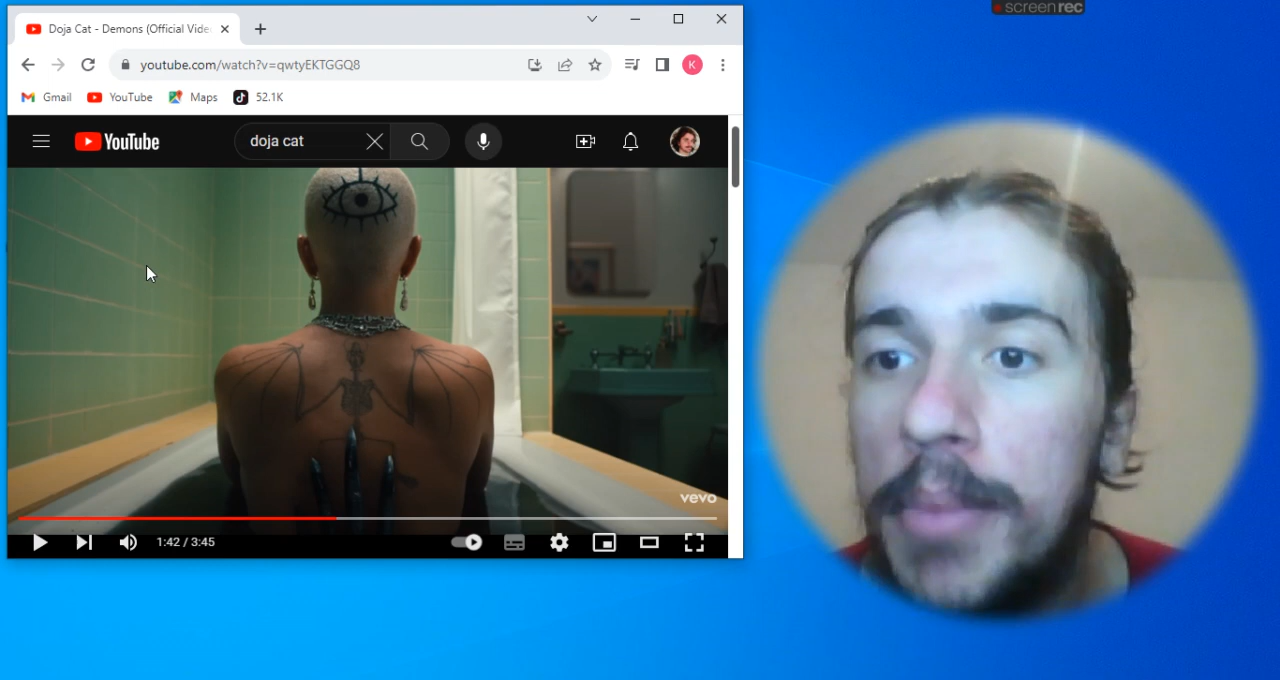 screenrec
Doja Cat - Demons (Official Vide
youtube.com/watch?v=qwtyEKTGGQ8
K
Gmail
YouTube
Maps
52.1K
YouTube
doja cat
vevo
1:42 / 3:45